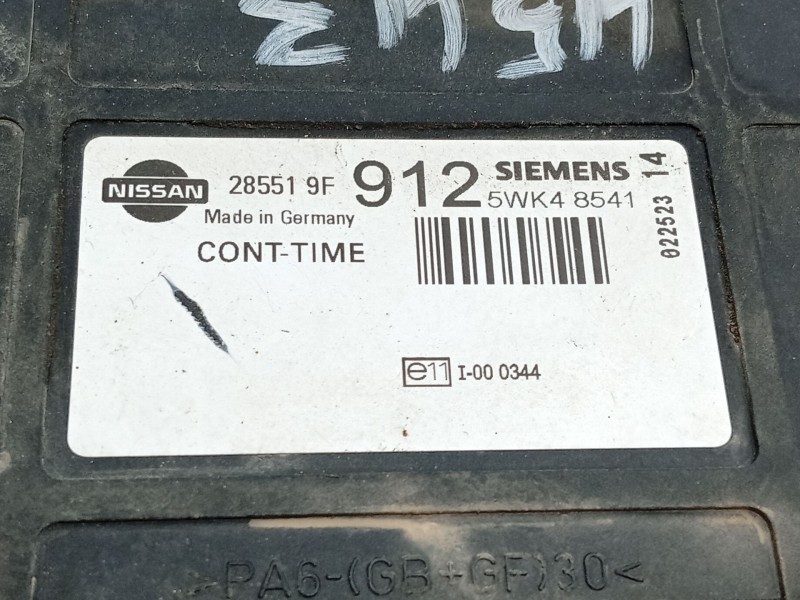 NISSAN
28551 9F 912
Made in Germany
CONT-TIME
SIEMENS
5WK4 8541
022523 14
e11 I-00 0344
PA6-(GB+GF)30<